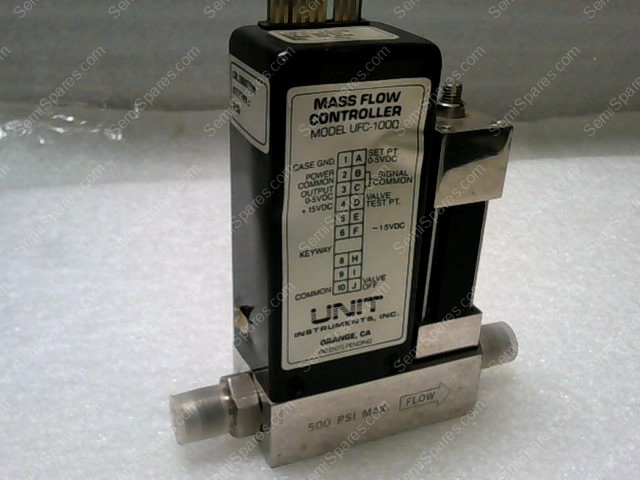 MASS FLOW
CONTROLLER
MODEL UFC-1000
CASE GND. 1 A SET PT. 0-5VDC
POWER COMMON 2 B SIGNAL COMMON
OUTPUT 0-5VDC 3 C
+15VDC 4 D VALVE TEST PT.
5 E
6 F -15VDC
KEYWAY
8 H
9 I
COMMON 10 J VALVE OFF
UNIT
INSTRUMENTS, INC.
ORANGE, CA
PATENTS PENDING
500 PSI MAX FLOW
SemiSpares.com